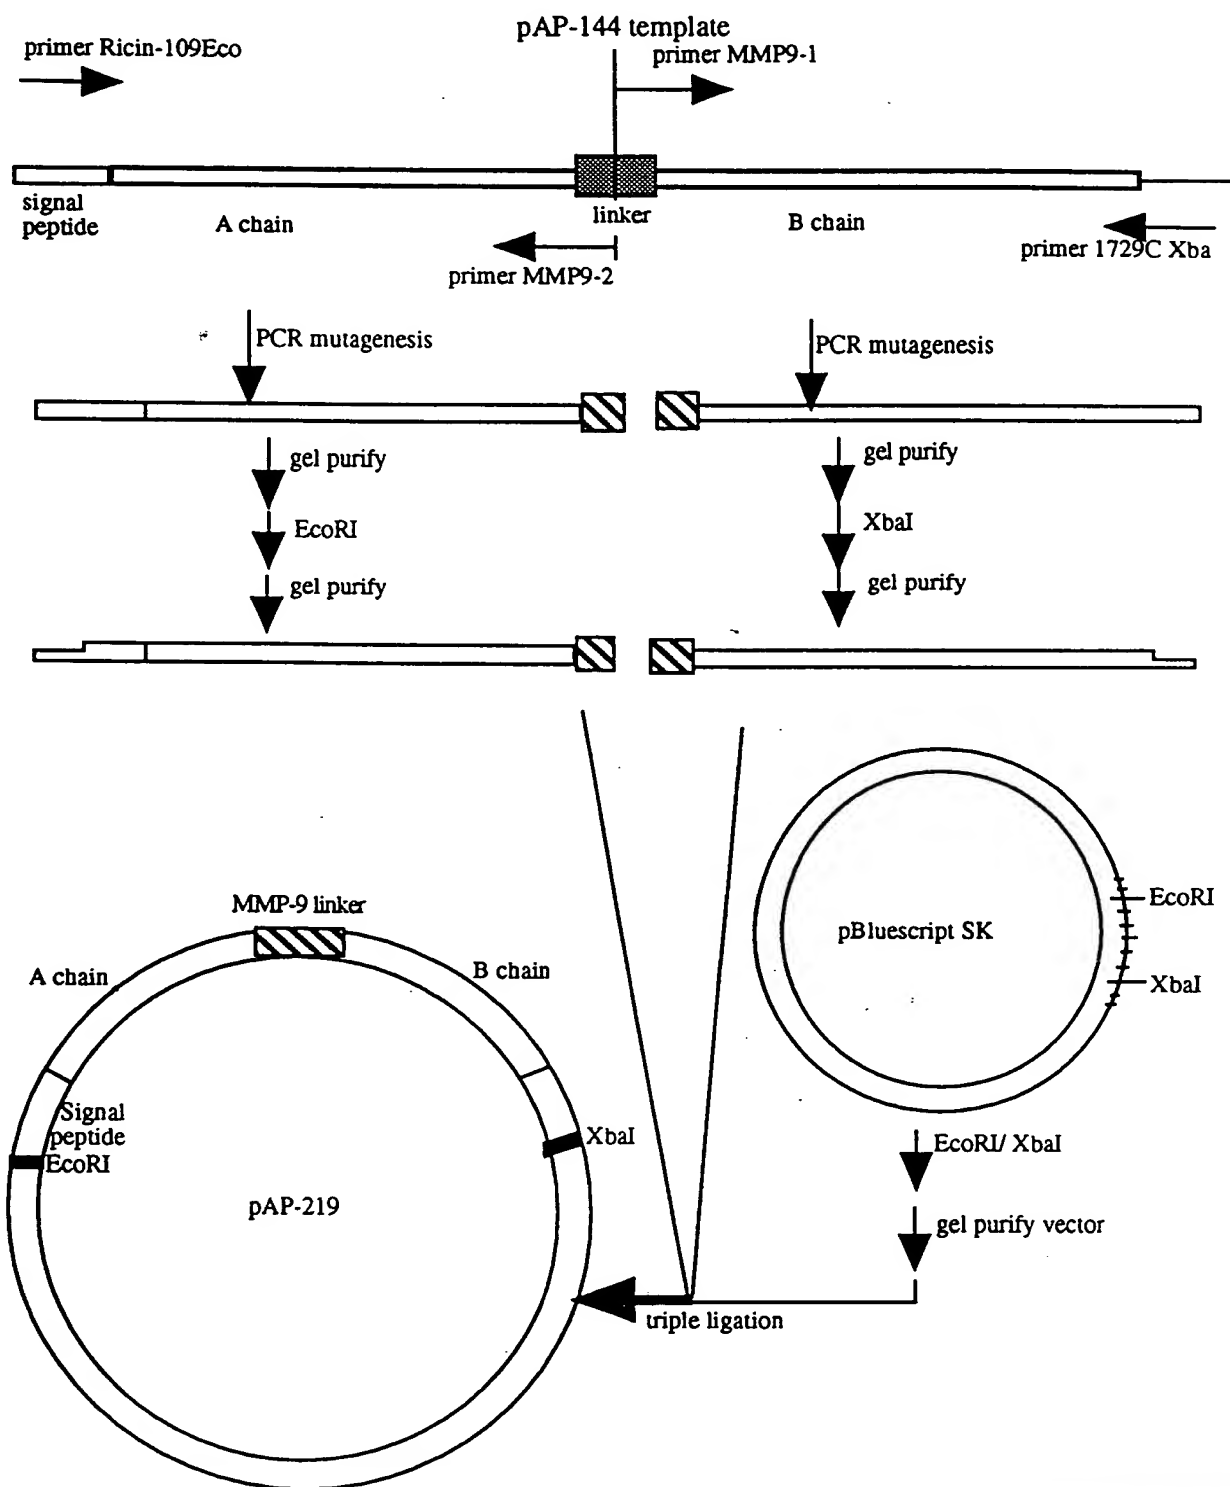 pAP-144 template
primer Ricin-109Eco
primer MMP9-1
signal
peptide
A chain
linker
B chain
primer MMP9-2
primer 1729C Xba
PCR mutagenesis
PCR mutagenesis
gel purify
gel purify
EcoRI
XbaI
gel purify
gel purify
MMP-9 linker
A chain
B chain
Signal
peptide
EcoRI
XbaI
pAP-219
pBluescript SK
EcoRI
XbaI
EcoRI/ XbaI
gel purify vector
triple ligation